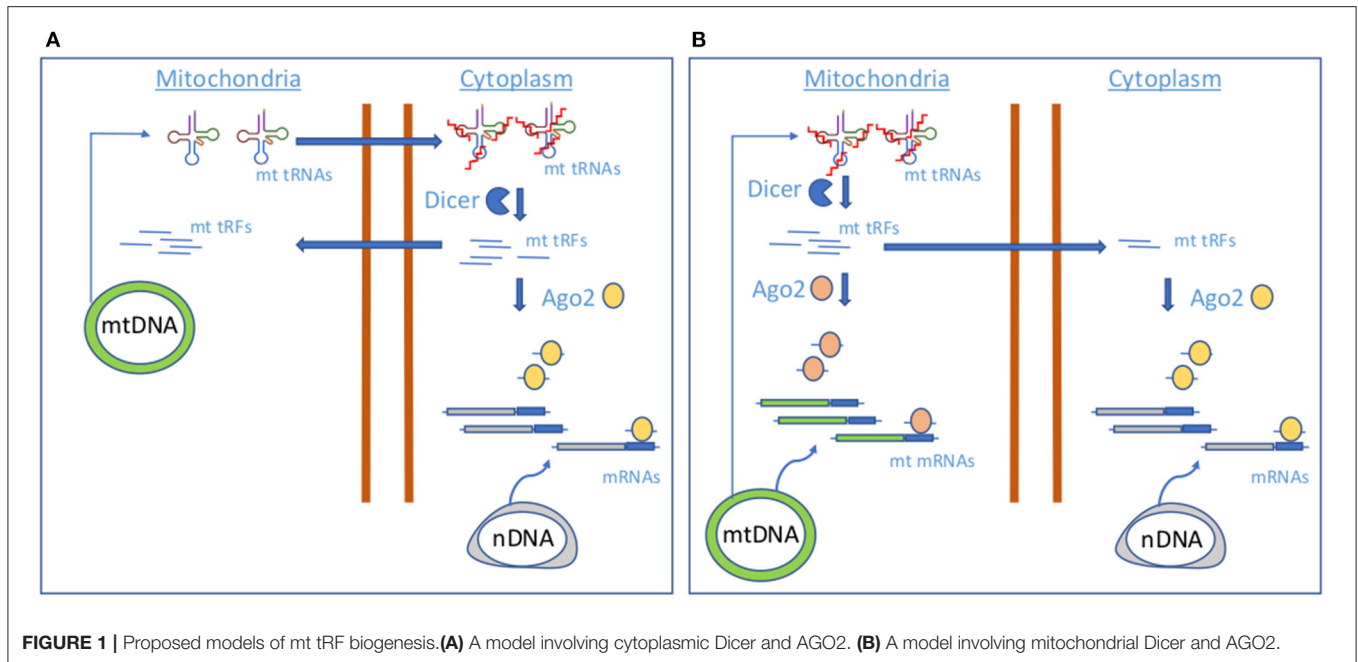 A
Mitochondria
Cytoplasm
mt tRNAs
mt tRNAs
Dicer
mt tRFs
mt tRFs
Ago2
mtDNA
mRNAs
nDNA
B
Mitochondria
Cytoplasm
mt tRNAs
Dicer
mt tRFs
mt tRFs
Ago2
Ago2
mt mRNAs
mRNAs
mtDNA
nDNA
FIGURE 1 | Proposed models of mt tRF biogenesis.(A) A model involving cytoplasmic Dicer and AGO2. (B) A model involving mitochondrial Dicer and AGO2.